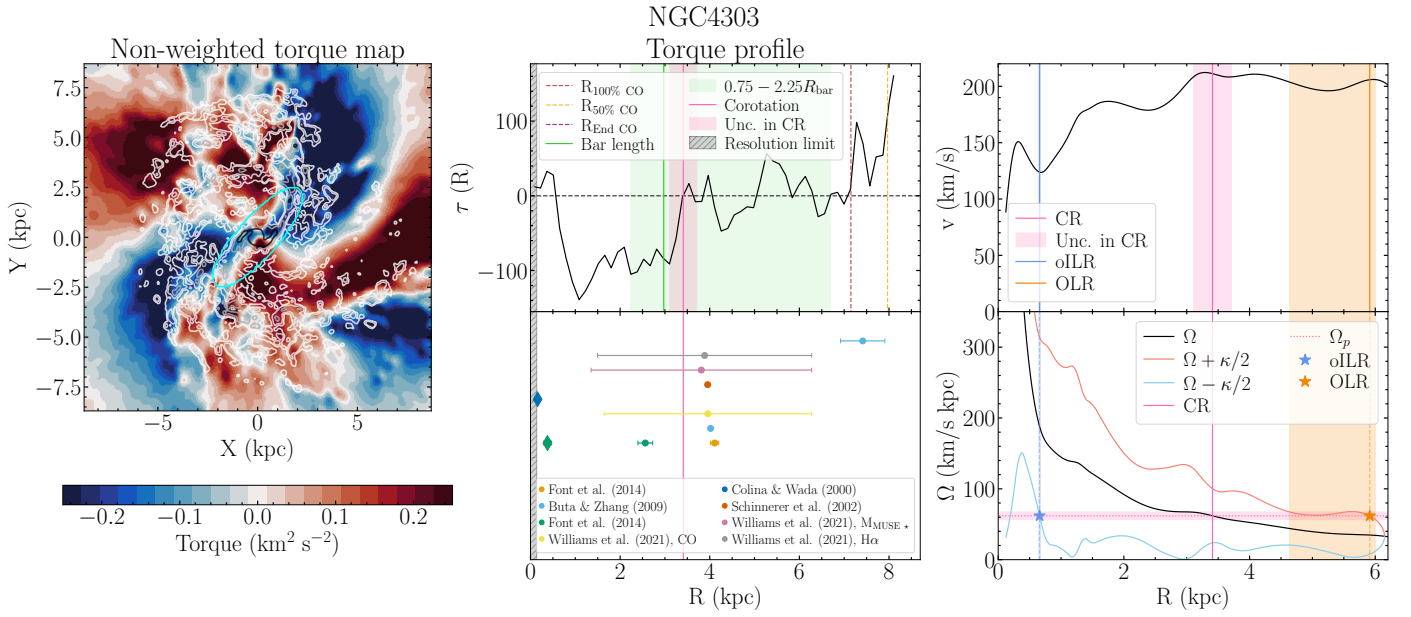 NGC4303
Non-weighted torque map
Y (kpc)
7.5
5.0
2.5
0.0
−2.5
−5.0
−7.5
−5
0
5
X (kpc)
−0.2
−0.1
0.0
0.1
0.2
Torque (km² s⁻²)
Torque profile
τ (R)
100
0
−100
R100% CO
R50% CO
REnd CO
Bar length
0.75 − 2.25Rbar
Corotation
Unc. in CR
Resolution limit
Font et al. (2014)
Buta & Zhang (2009)
Font et al. (2014)
Williams et al. (2021), CO
Colina & Wada (2000)
Schinnerer et al. (2002)
Williams et al. (2021), MMUSE ⋆
Williams et al. (2021), Hα
0
2
4
6
8
R (kpc)
v (km/s)
200
150
100
50
0
CR
Unc. in CR
oILR
OLR
Ω (km/s kpc)
300
200
100
0
Ω
Ω + κ/2
Ω − κ/2
CR
Ωp
oILR
OLR
0
2
4
6
R (kpc)